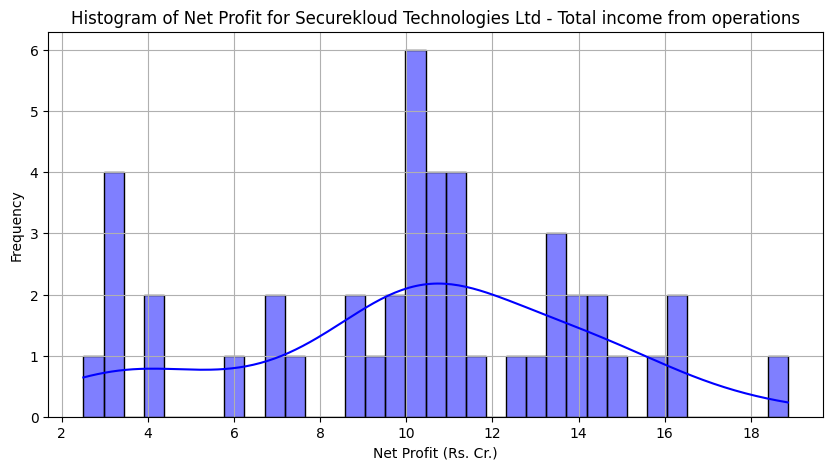 Histogram of Net Profit for Securekloud Technologies Ltd - Total income from operations
6
5
4
3
2
1
0
Frequency
2 4 6 8 10 12 14 16 18
Net Profit (Rs. Cr.)